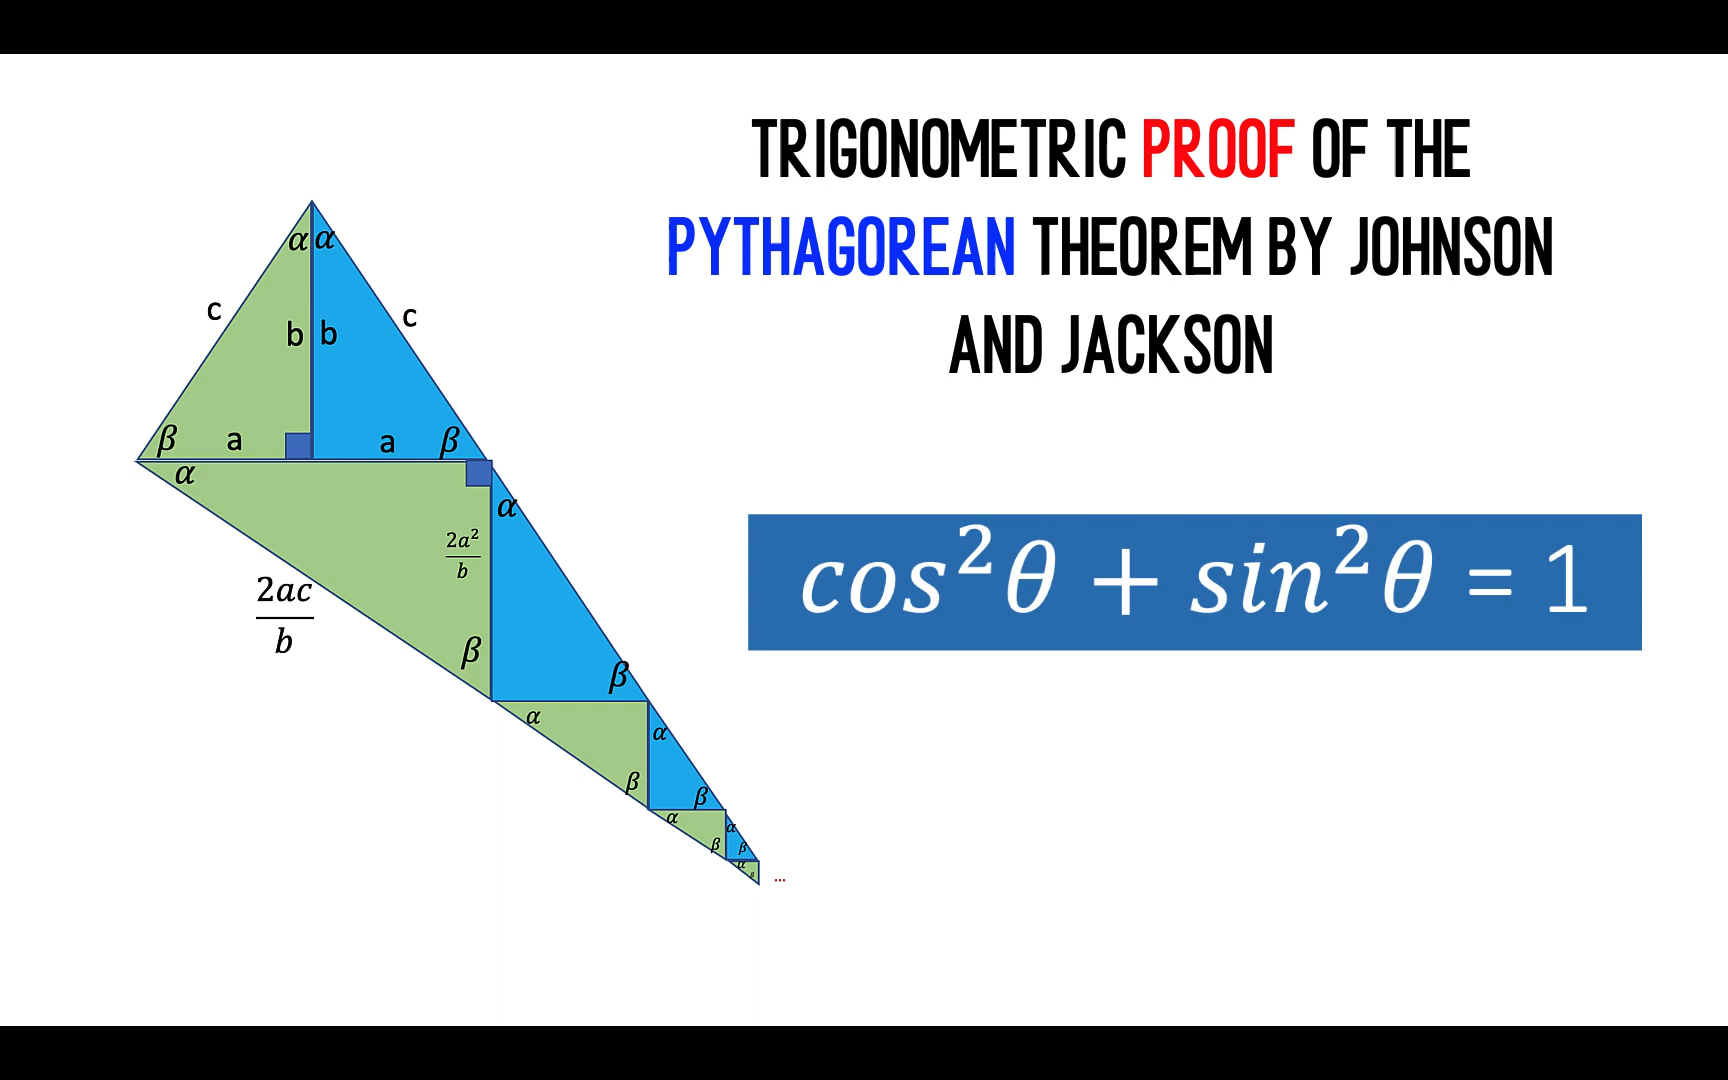 TRIGONOMETRIC PROOF OF THE
PYTHAGOREAN THEOREM BY JOHNSON
AND JACKSON
α α
c
c
b b
β a
a β
α
α
2a²/b
2ac/b
β
β
α
α
β
β
α
α
β
β
α
β
...
cos²θ + sin²θ = 1